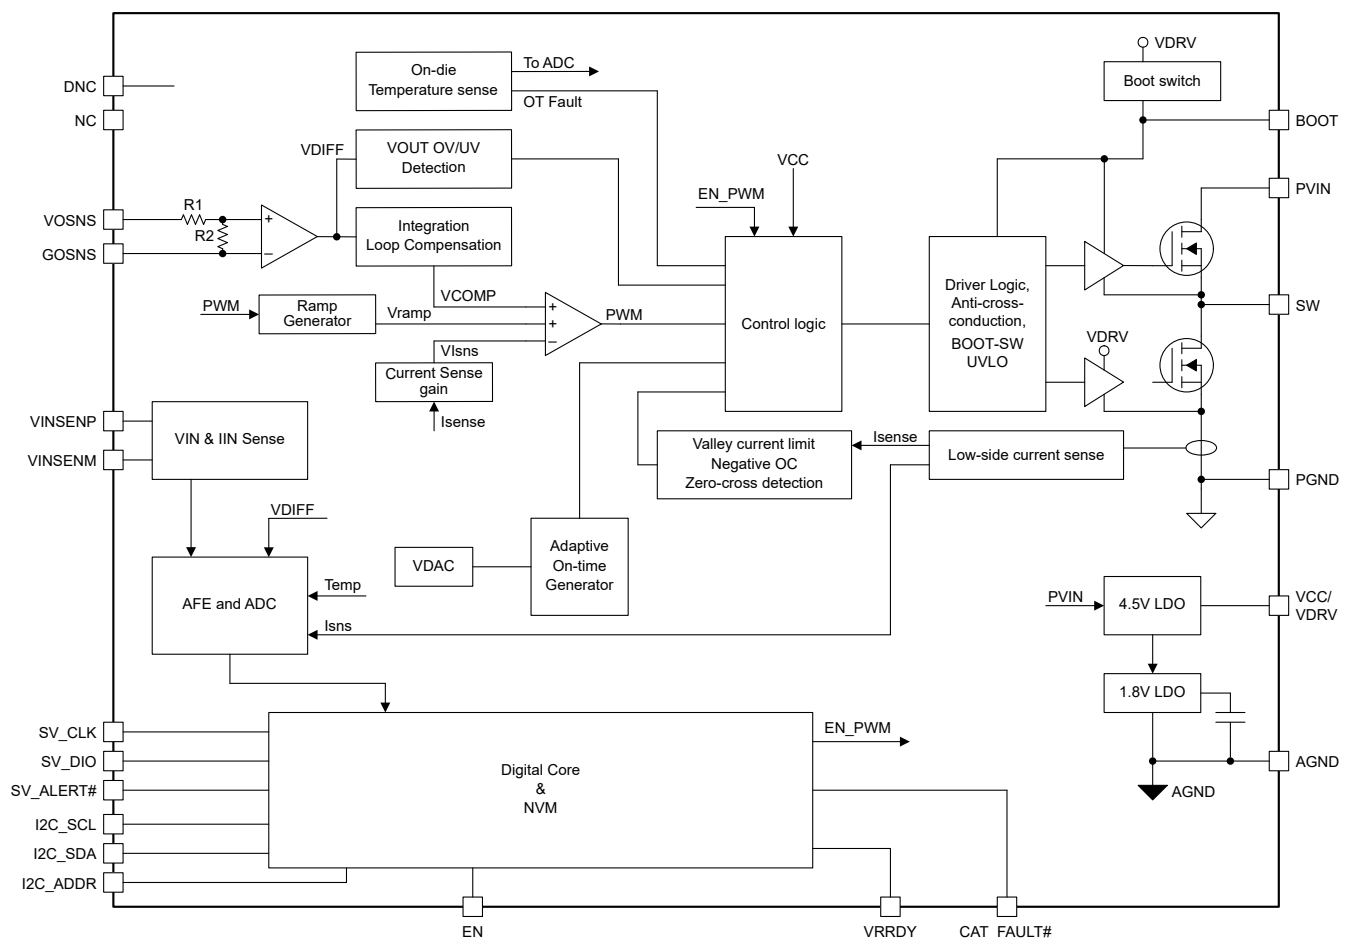 VDRV
Boot switch
On-die
Temperature sense
To ADC
OT Fault
DNC
NC
BOOT
VDIFF
VOUT OV/UV
Detection
VCC
EN_PWM
PVIN
VOSNS
R1
R2
GOSNS
+
−
Integration
Loop Compensation
VCOMP
PWM
Ramp
Generator
Vramp
+
+
−
PWM
VIsns
Current Sense
gain
Isense
Control logic
Driver Logic,
Anti-cross-
conduction,
BOOT-SW
UVLO
VDRV
SW
VINSENP
VINSENM
VIN & IIN Sense
Valley current limit
Negative OC
Zero-cross detection
Isense
Low-side current sense
PGND
VDIFF
VDAC
Adaptive
On-time
Generator
AFE and ADC
Temp
Isns
PVIN
4.5V LDO
VCC/
VDRV
1.8V LDO
AGND
AGND
SV_CLK
SV_DIO
SV_ALERT#
I2C_SCL
I2C_SDA
I2C_ADDR
Digital Core
&
NVM
EN_PWM
EN
VRRDY
CAT FAULT#